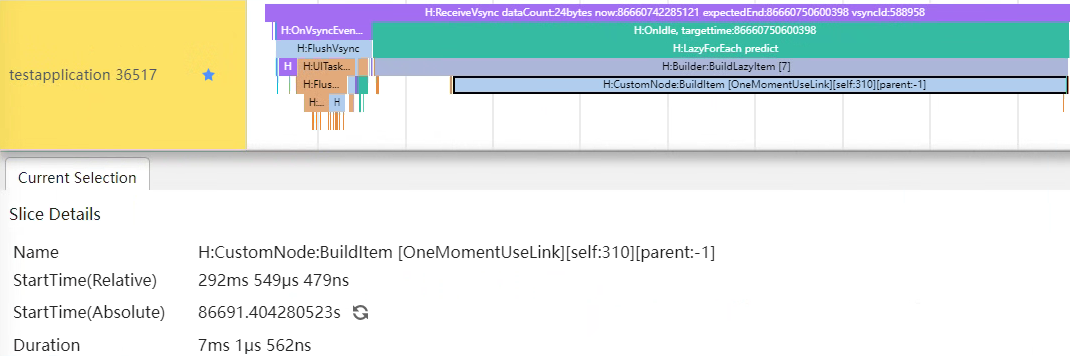 H:ReceiveVsync dataCount:24bytes now:86660742285121 expectedEnd:86660750600398 vsyncId:588958
H:OnVsyncEven... H:OnIdle, targettime:86660750600398
H:FlushVsync H:LazyForEach predict
testapplication 36517 H H:UITask... H:Builder:BuildLazyItem [7]
H:Flus... H:CustomNode:BuildItem [OneMomentUseLink][self:310][parent:-1]
H:... H
Current Selection
Slice Details
Name H:CustomNode:BuildItem [OneMomentUseLink][self:310][parent:-1]
StartTime(Relative) 292ms 549μs 479ns
StartTime(Absolute) 86691.404280523s
Duration 7ms 1μs 562ns